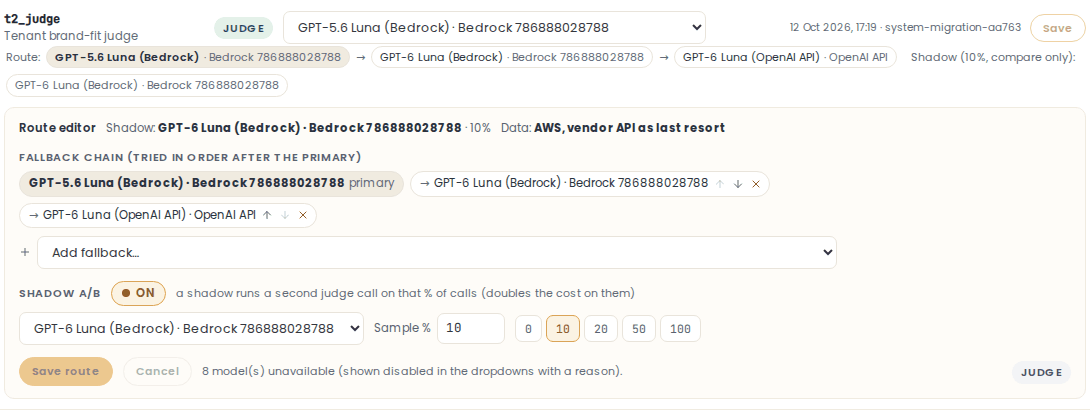 t2_judge
Tenant brand-fit judge
JUDGE
GPT-5.6 Luna (Bedrock) · Bedrock 786888028788
12 Oct 2026, 17:19 · system-migration-aa763
Save
Route: GPT-5.6 Luna (Bedrock) · Bedrock 786888028788 → GPT-6 Luna (Bedrock) · Bedrock 786888028788 → GPT-6 Luna (OpenAI API) · OpenAI API Shadow (10%, compare only):
GPT-6 Luna (Bedrock) · Bedrock 786888028788
Route editor Shadow: GPT-6 Luna (Bedrock) · Bedrock 786888028788 · 10% Data: AWS, vendor API as last resort
FALLBACK CHAIN (TRIED IN ORDER AFTER THE PRIMARY)
GPT-5.6 Luna (Bedrock) · Bedrock 786888028788 primary → GPT-6 Luna (Bedrock) · Bedrock 786888028788 ↑ ↓ ×
→ GPT-6 Luna (OpenAI API) · OpenAI API ↑ ↓ ×
+ Add fallback…
SHADOW A/B ● ON a shadow runs a second judge call on that % of calls (doubles the cost on them)
GPT-6 Luna (Bedrock) · Bedrock 786888028788 Sample % 10 0 10 20 50 100
Save route Cancel 8 model(s) unavailable (shown disabled in the dropdowns with a reason). JUDGE